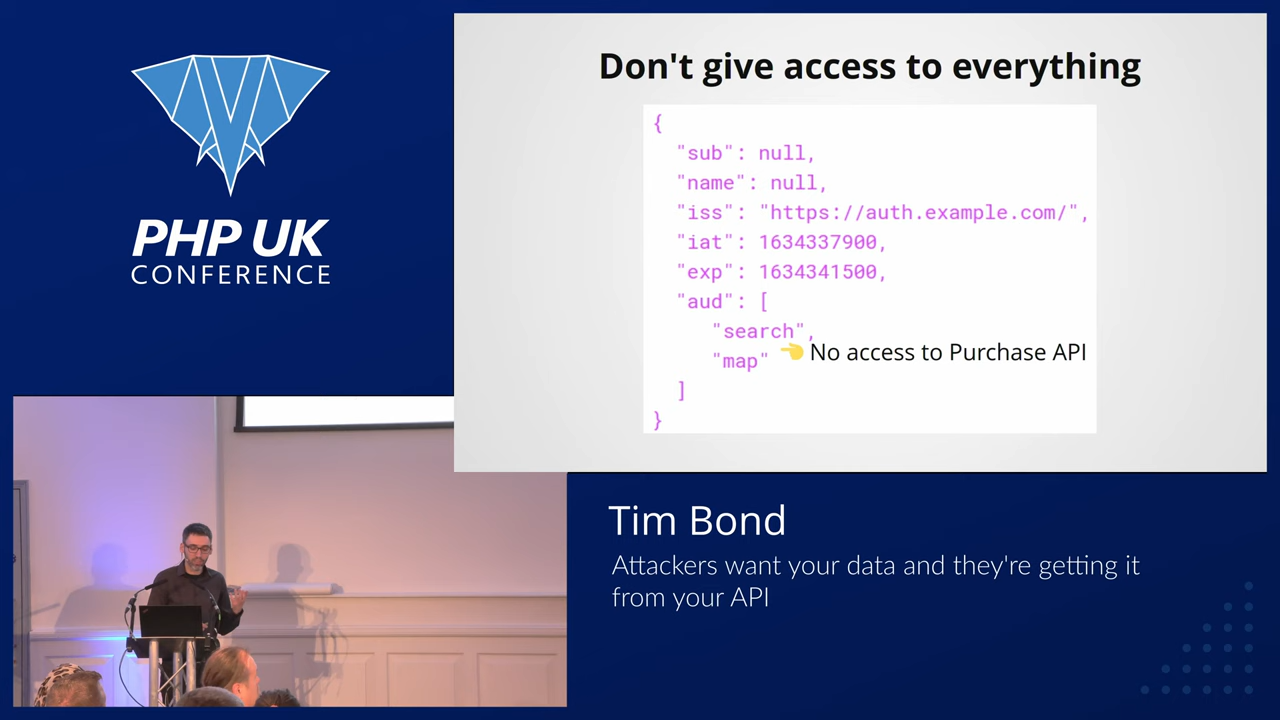 PHP UK
CONFERENCE
Don't give access to everything
{
"sub": null,
"name": null,
"iss": "https://auth.example.com/",
"iat": 1634337900,
"exp": 1634341500,
"aud": [
"search",
"map" 👈 No access to Purchase API
]
}
Tim Bond
Attackers want your data and they're getting it
from your API